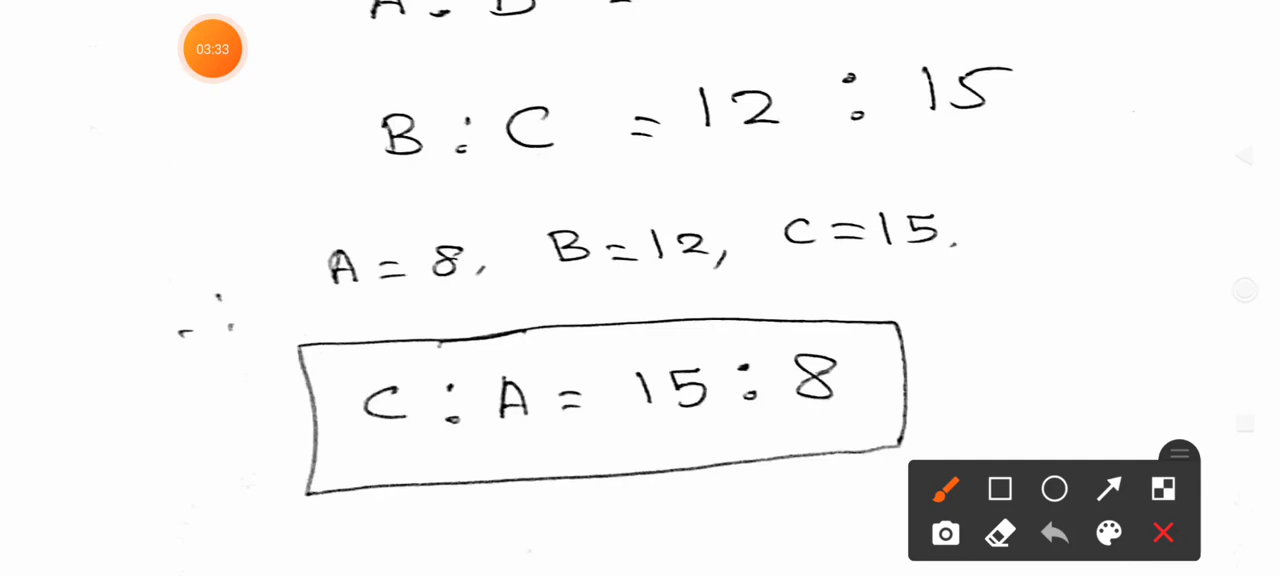 03:33
A : B
B : C = 12 : 15
A = 8, B = 12, C = 15.
∴
C : A = 15 : 8